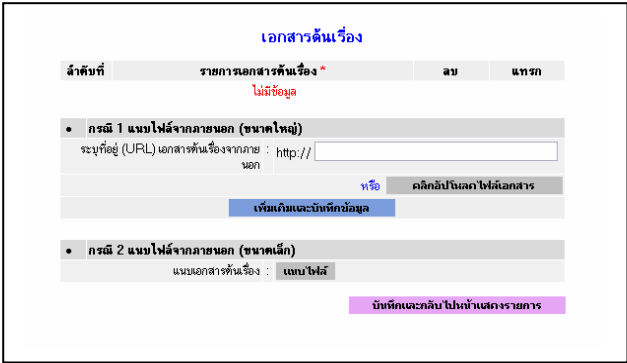 เอกสารต้นเรื่อง
ลำดับที่ รายการเอกสารต้นเรื่อง * ลบ แทรก
ไม่มีข้อมูล
• กรณี 1 แนบไฟล์จากภายนอก (ขนาดใหญ่)
ระบุที่อยู่ (URL) เอกสารต้นเรื่องจากภาย : http://
นอก
หรือ คลิกอัปโหลดไฟล์เอกสาร
เพิ่มเติมและบันทึกข้อมูล
• กรณี 2 แนบไฟล์จากภายนอก (ขนาดเล็ก)
แนบเอกสารต้นเรื่อง : แนบไฟล์
บันทึกและกลับไปหน้าแสดงรายการ